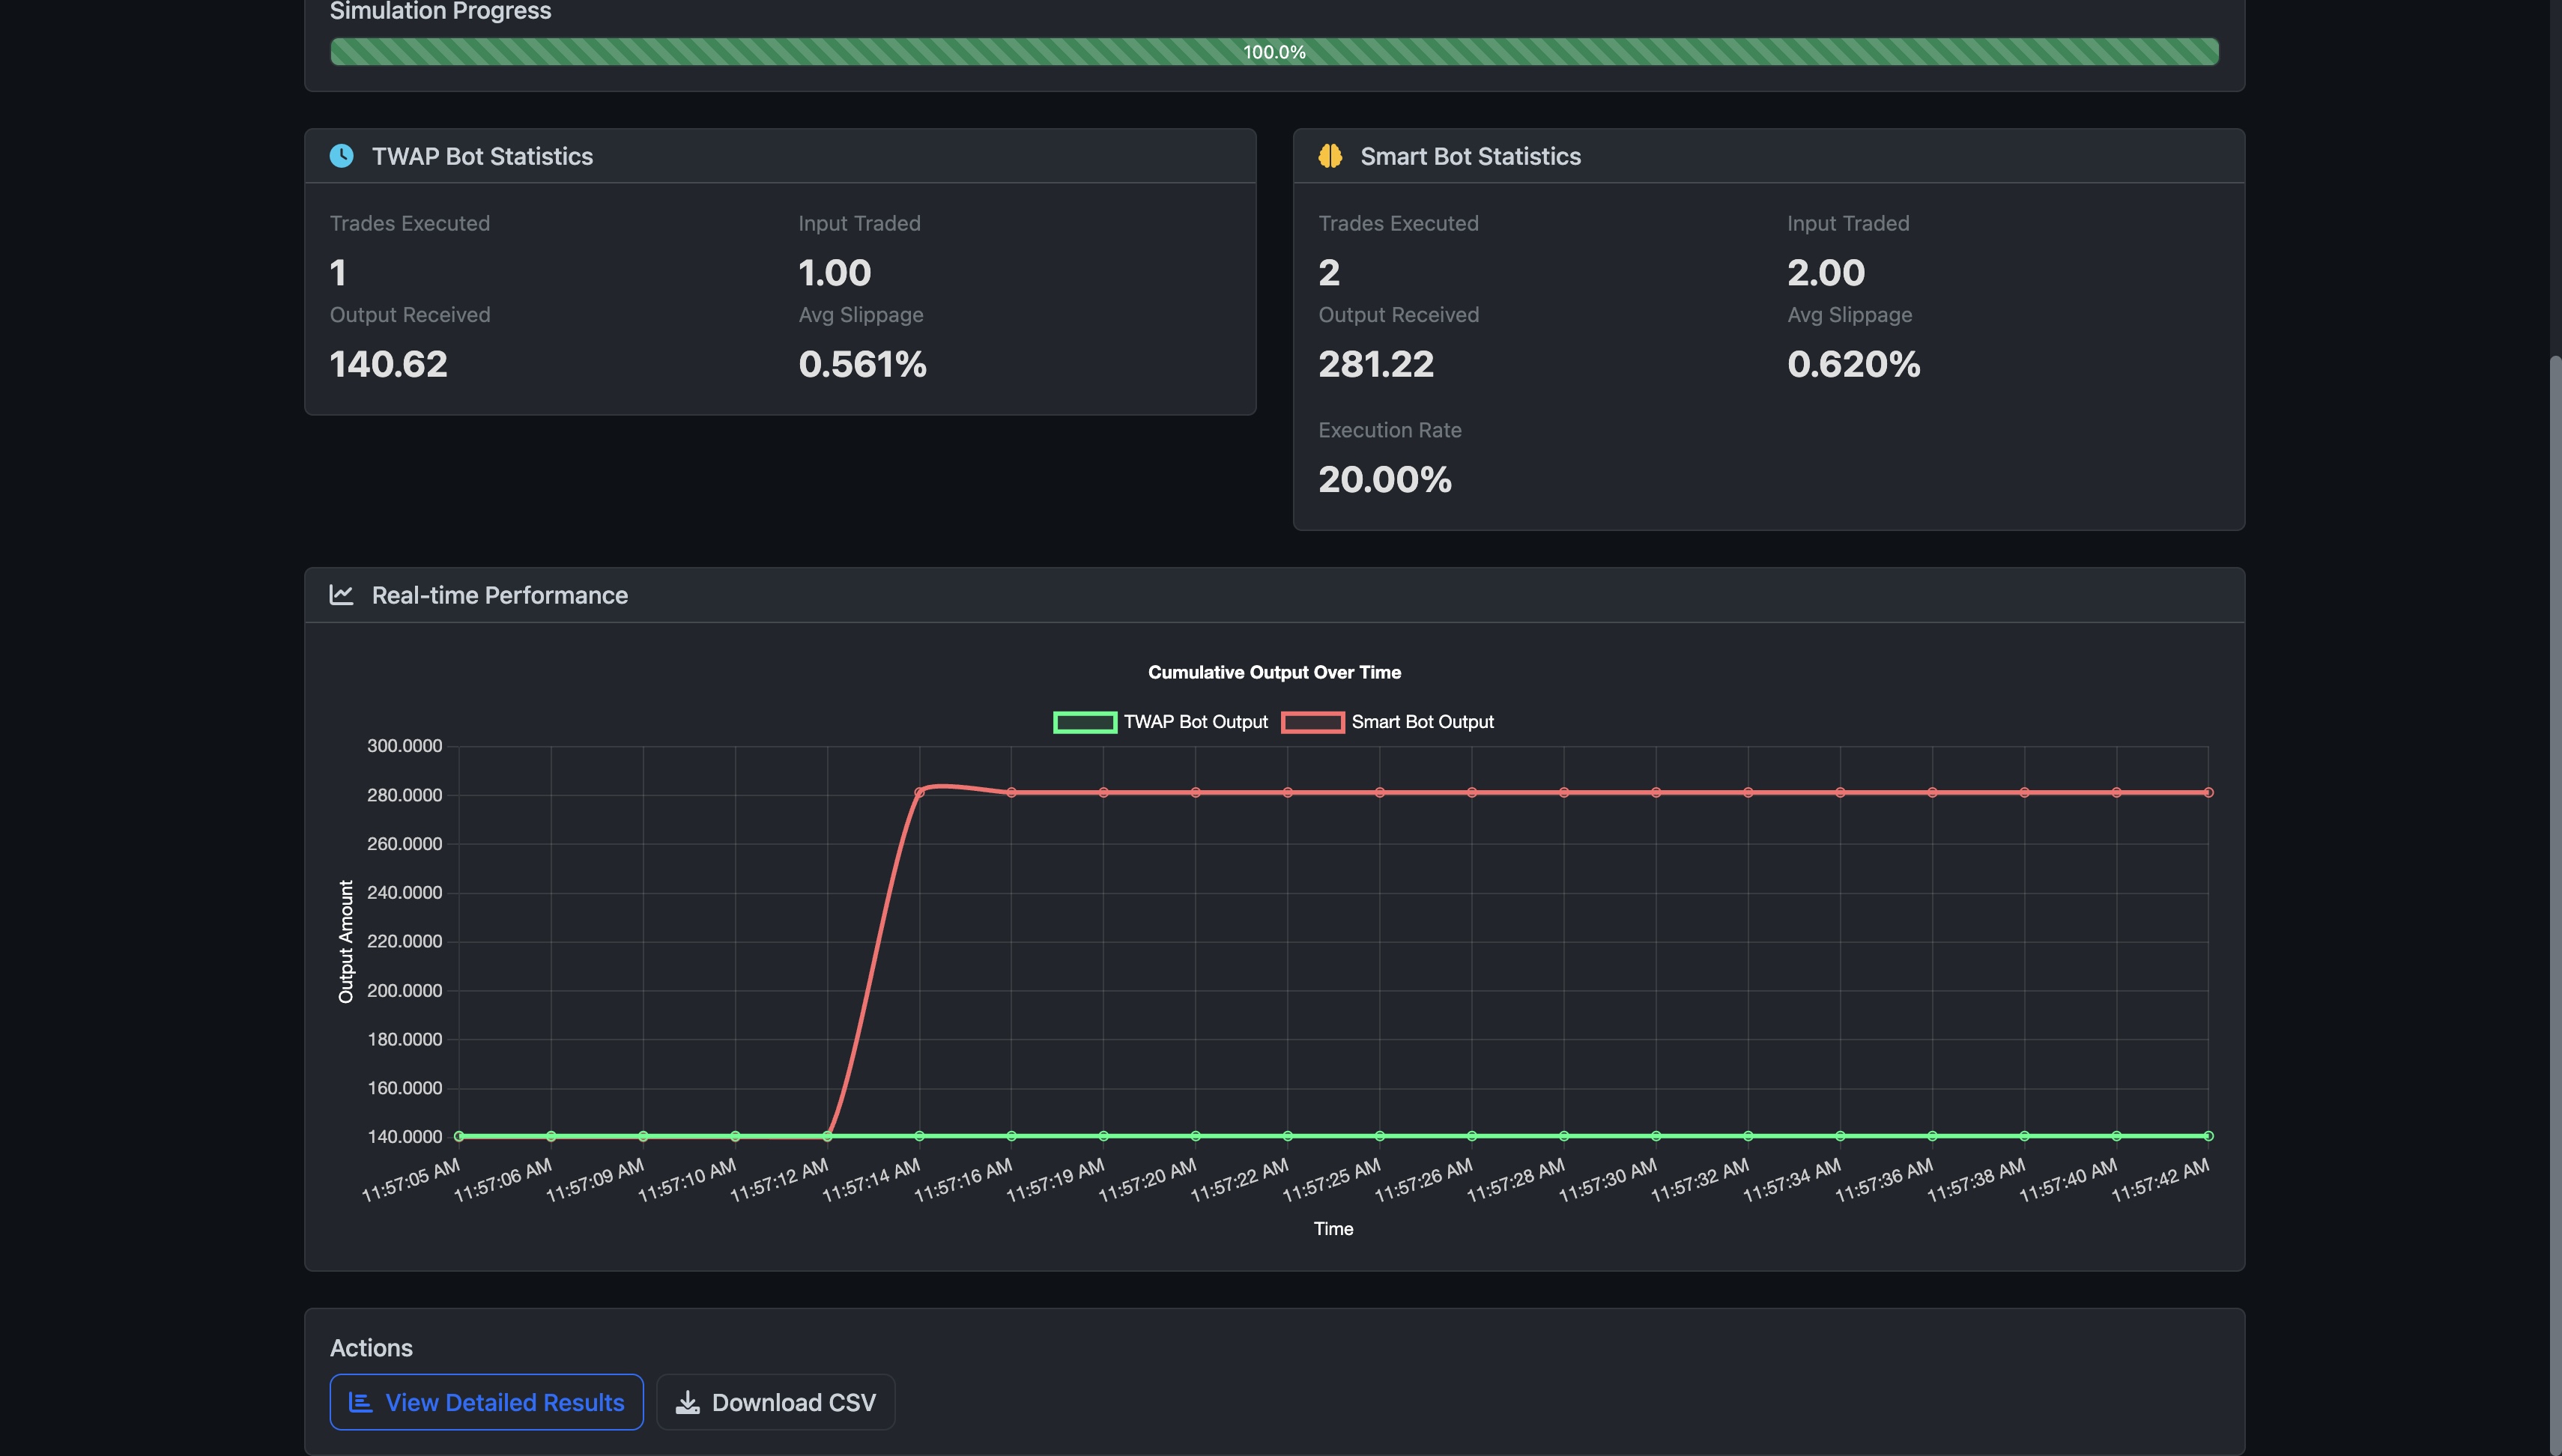 Simulation Progress
100.0%
TWAP Bot Statistics
Trades Executed
Input Traded
1
1.00
Output Received
Avg Slippage
140.62
0.561%
Smart Bot Statistics
Trades Executed
Input Traded
2
2.00
Output Received
Avg Slippage
281.22
0.620%
Execution Rate
20.00%
Real-time Performance
Cumulative Output Over Time
TWAP Bot Output
Smart Bot Output
Output Amount
300.0000
280.0000
260.0000
240.0000
220.0000
200.0000
180.0000
160.0000
140.0000
11:57:05 AM
11:57:06 AM
11:57:09 AM
11:57:10 AM
11:57:12 AM
11:57:14 AM
11:57:16 AM
11:57:19 AM
11:57:20 AM
11:57:22 AM
11:57:25 AM
11:57:26 AM
11:57:28 AM
11:57:30 AM
11:57:32 AM
11:57:34 AM
11:57:36 AM
11:57:38 AM
11:57:40 AM
11:57:42 AM
Time
Actions
View Detailed Results
Download CSV